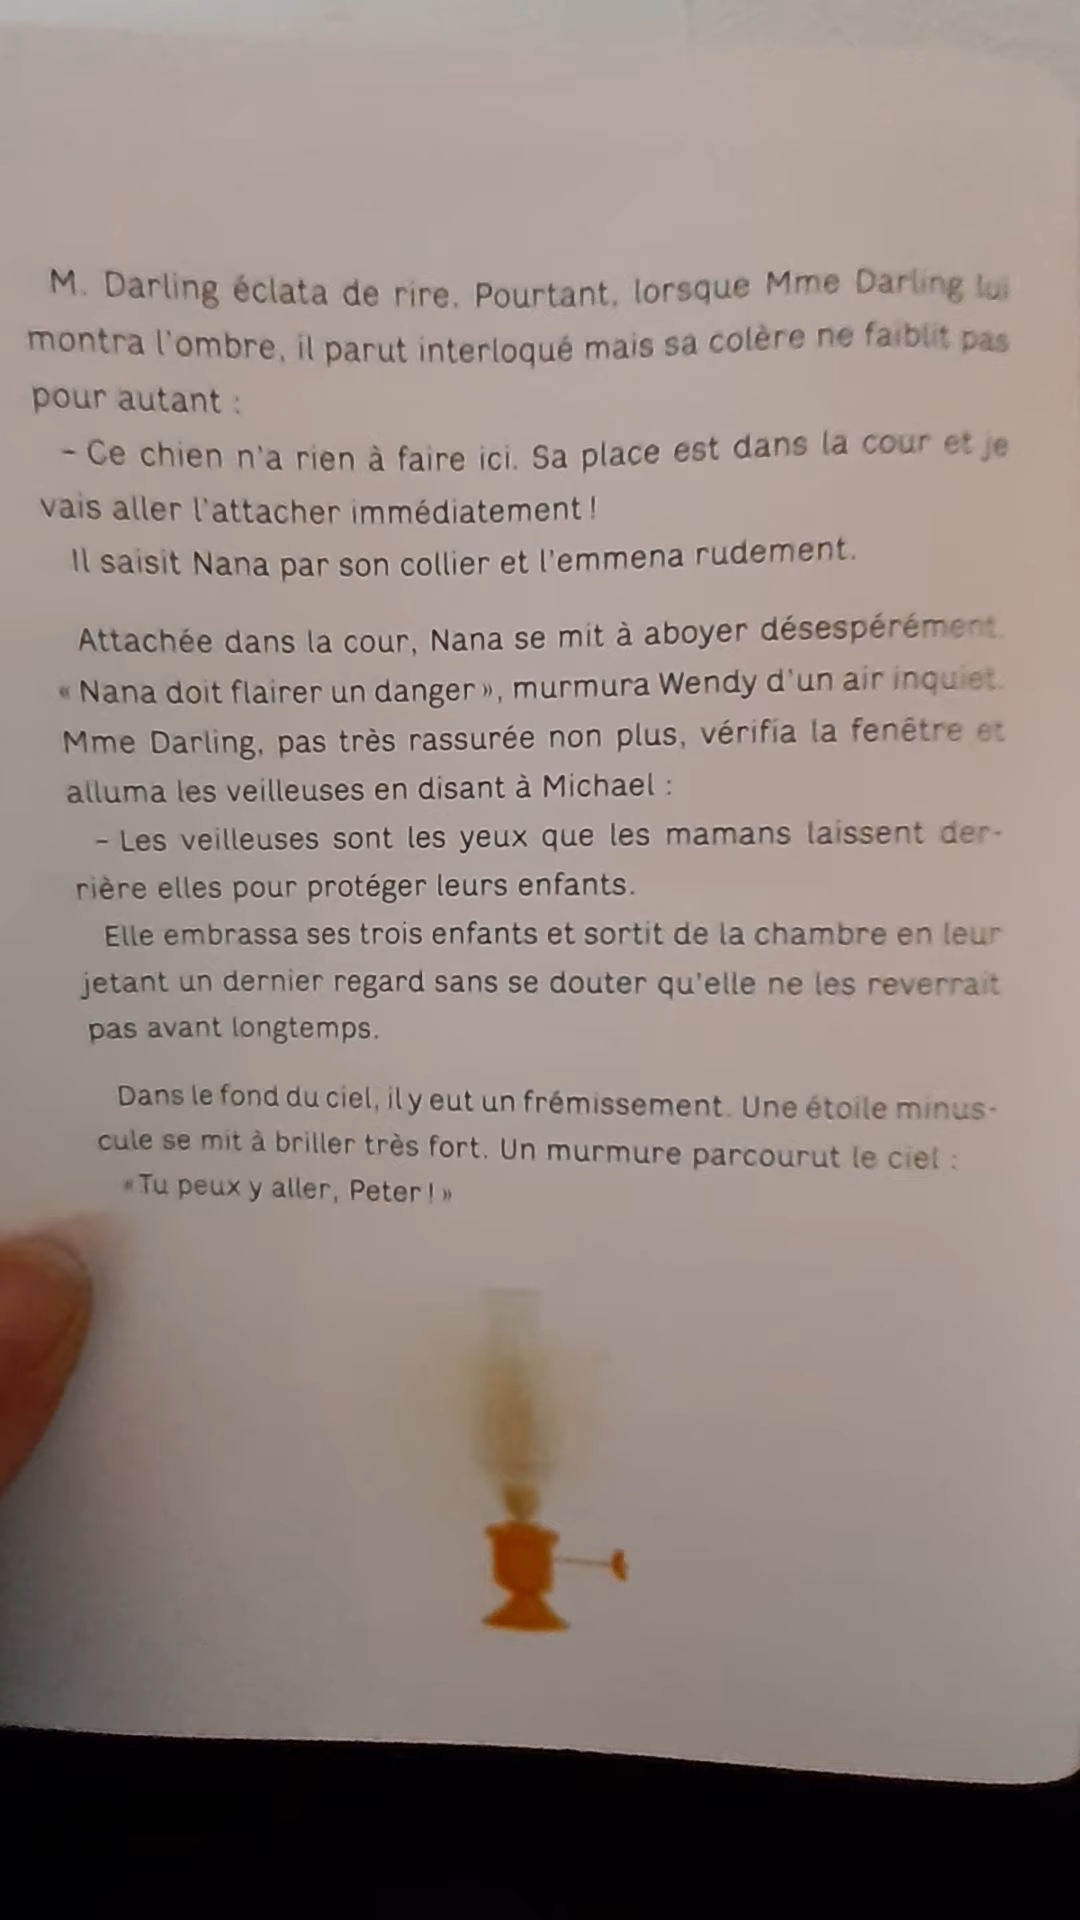 M. Darling éclata de rire. Pourtant, lorsque Mme Darling lui
montra l'ombre, il parut interloqué mais sa colère ne faiblit pas
pour autant :
- Ce chien n'a rien à faire ici. Sa place est dans la cour et je
vais aller l'attacher immédiatement !
Il saisit Nana par son collier et l'emmena rudement.
Attachée dans la cour, Nana se mit à aboyer désespérément.
« Nana doit flairer un danger », murmura Wendy d'un air inquiet.
Mme Darling, pas très rassurée non plus, vérifia la fenêtre et
alluma les veilleuses en disant à Michael :
- Les veilleuses sont les yeux que les mamans laissent der-
rière elles pour protéger leurs enfants.
Elle embrassa ses trois enfants et sortit de la chambre en leur
jetant un dernier regard sans se douter qu'elle ne les reverrait
pas avant longtemps.
Dans le fond du ciel, il y eut un frémissement. Une étoile minus-
cule se mit à briller très fort. Un murmure parcourut le ciel :
« Tu peux y aller, Peter ! »